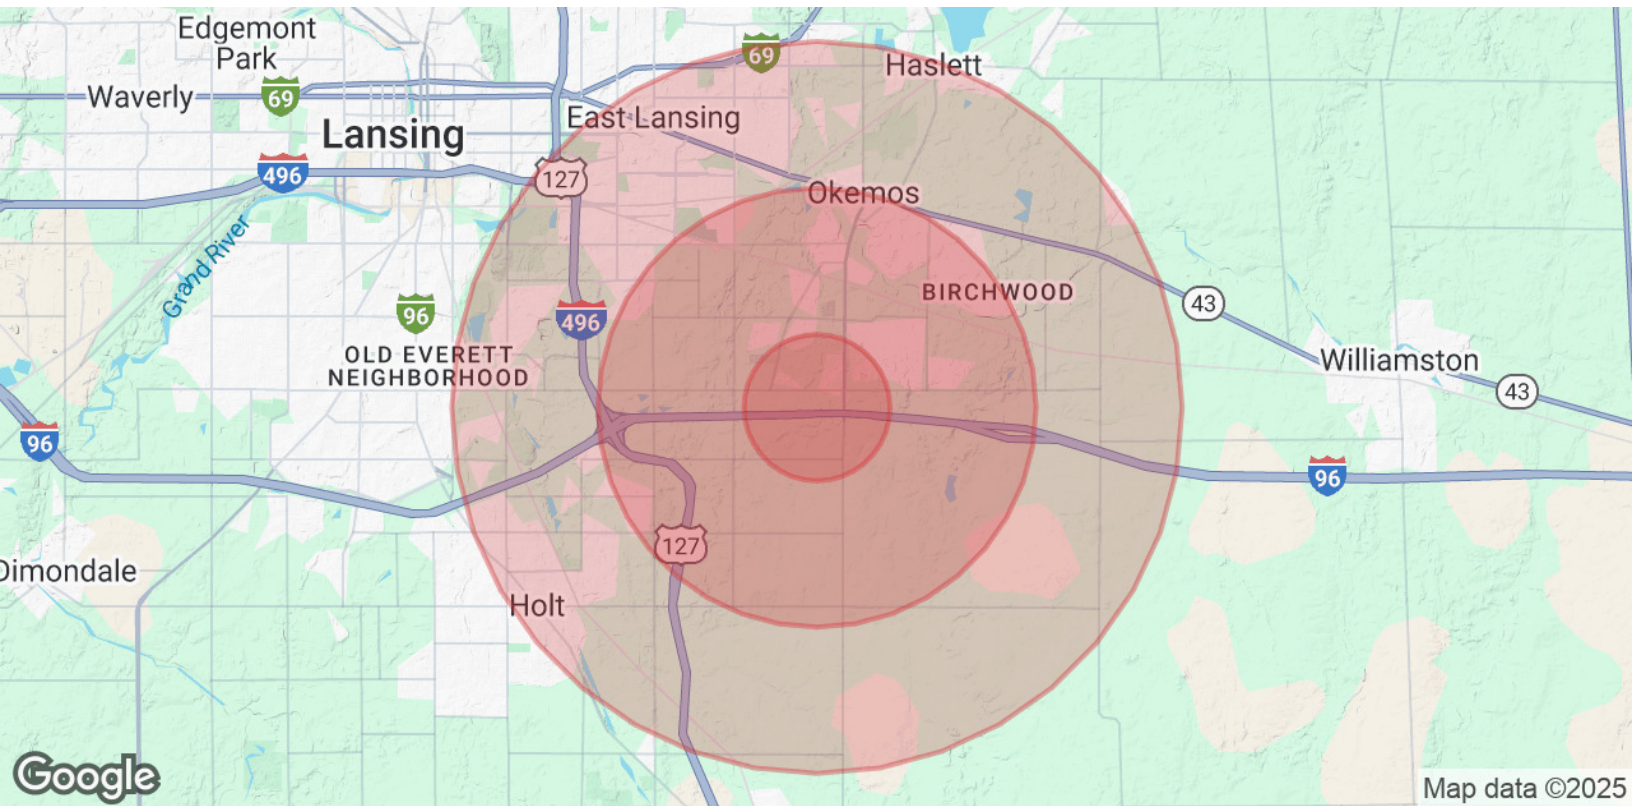 Edgemont
Park
69
Haslett
Waverly
69
East Lansing
Lansing
496
127
Okemos
Grand River
BIRCHWOOD
43
96
496
OLD EVERETT
NEIGHBORHOOD
Williamston
43
96
96
127
Dimondale
Holt
Google
Map data ©2025